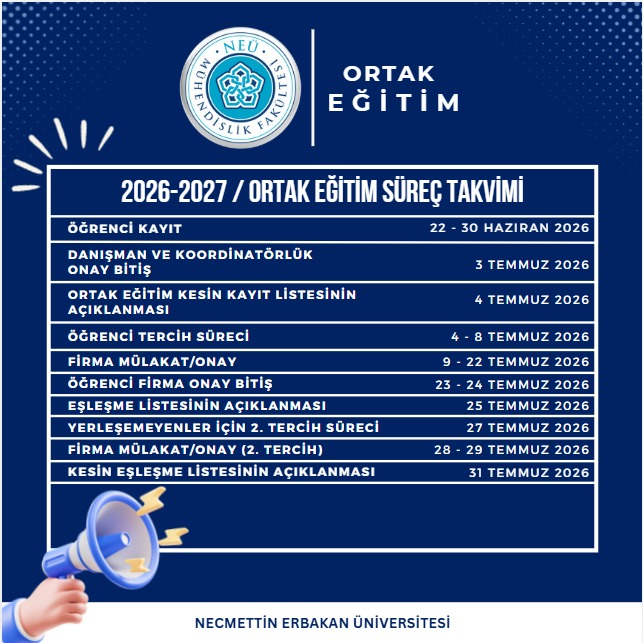 NEÜ
MÜHENDİSLİK FAKÜLTESİ
ORTAK
EĞİTİM
2026-2027 / ORTAK EĞİTİM SÜREÇ TAKVİMİ
ÖĞRENCİ KAYIT 22 - 30 HAZIRAN 2026
DANIŞMAN VE KOORDİNATÖRLÜK
ONAY BİTİŞ 3 TEMMUZ 2026
ORTAK EĞİTİM KESİN KAYIT LİSTESİNİN
AÇIKLANMASI 4 TEMMUZ 2026
ÖĞRENCİ TERCİH SÜRECİ 4 - 8 TEMMUZ 2026
FİRMA MÜLAKAT/ONAY 9 - 22 TEMMUZ 2026
ÖĞRENCİ FİRMA ONAY BİTİŞ 23 - 24 TEMMUZ 2026
EŞLEŞME LİSTESİNİN AÇIKLANMASI 25 TEMMUZ 2026
YERLEŞEMEYENLER İÇİN 2. TERCİH SÜRECİ 27 TEMMUZ 2026
FİRMA MÜLAKAT/ONAY (2. TERCİH) 28 - 29 TEMMUZ 2026
KESİN EŞLEŞME LİSTESİNİN AÇIKLANMASI 31 TEMMUZ 2026
NECMETTİN ERBAKAN ÜNİVERSİTESİ